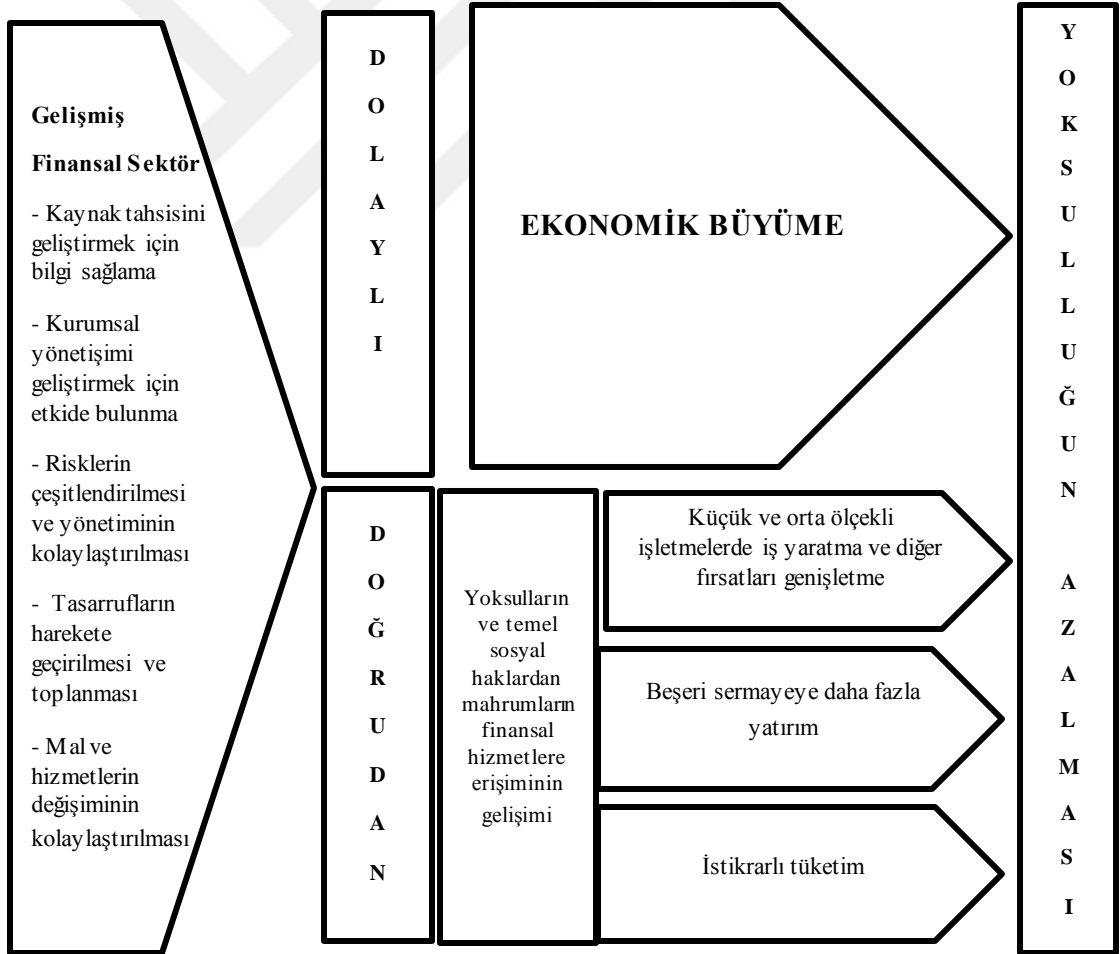 Gelişmiş
Finansal Sektör
- Kaynak tahsisini
geliştirmek için
bilgi sağlama
- Kurumsal
yönetişimi
geliştirmek için
etkide bulunma
- Risklerin
çeşitlendirilmesi
ve yönetiminin
kolaylaştırılması
- Tasarrufların
harekete
geçirilmesi ve
toplanması
- Mal ve
hizmetlerin
değişiminin
kolaylaştırılması
D
O
L
A
Y
L
I
EKONOMİK BÜYÜME
D
O
Ğ
R
U
D
A
N
Yoksulların
ve temel
sosyal
haklardan
mahrumların
finansal
hizmetlere
erişiminin
gelişimi
Küçük ve orta ölçekli
işletmelerde iş yaratma ve diğer
fırsatları genişletme
Beşeri sermayeye daha fazla
yatırım
İstikrarlı tüketim
Y
O
K
S
U
L
L
U
Ğ
U
N
A
Z
A
L
M
A
S
I